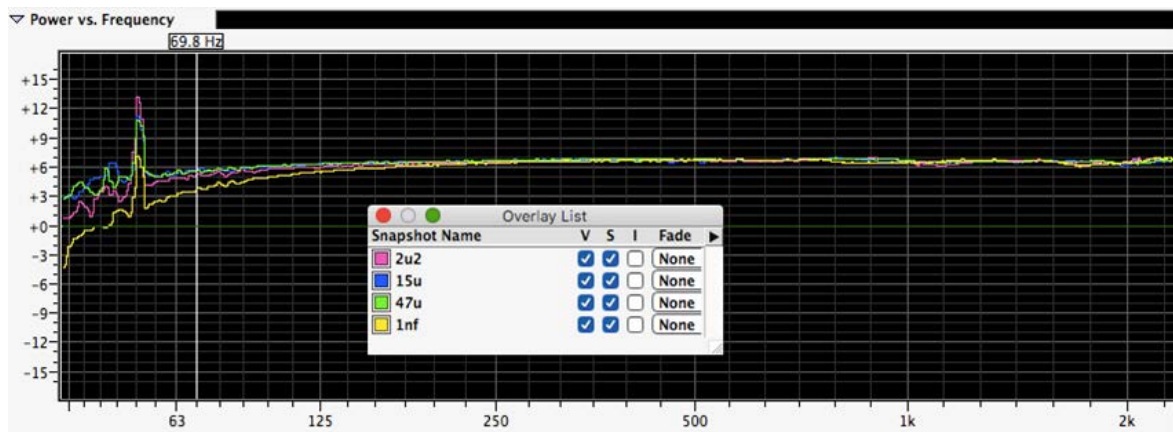 Power vs. Frequency
69.8 Hz
+15
+12
+9
+6
+3
+0
-3
-6
-9
-12
-15
Overlay List
Snapshot Name V S I Fade
2u2 None
15u None
47u None
1nf None
63 125 250 500 1k 2k